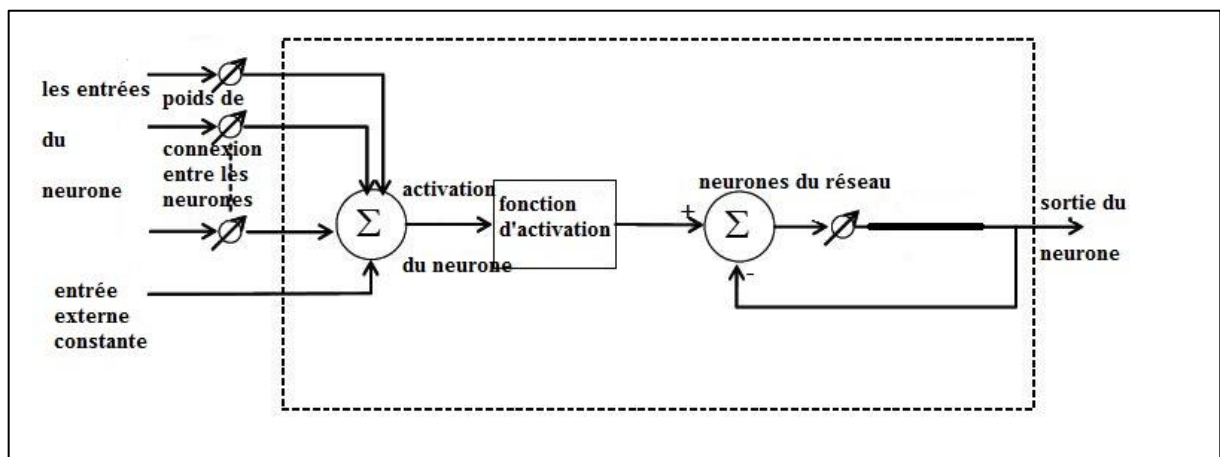 les entrées
du
neurone
poids de
connexion
entre les
neurones
entrée
externe
constante
Σ
activation
du neurone
fonction
d'activation
+
Σ
-
neurones du réseau
sortie du
neurone